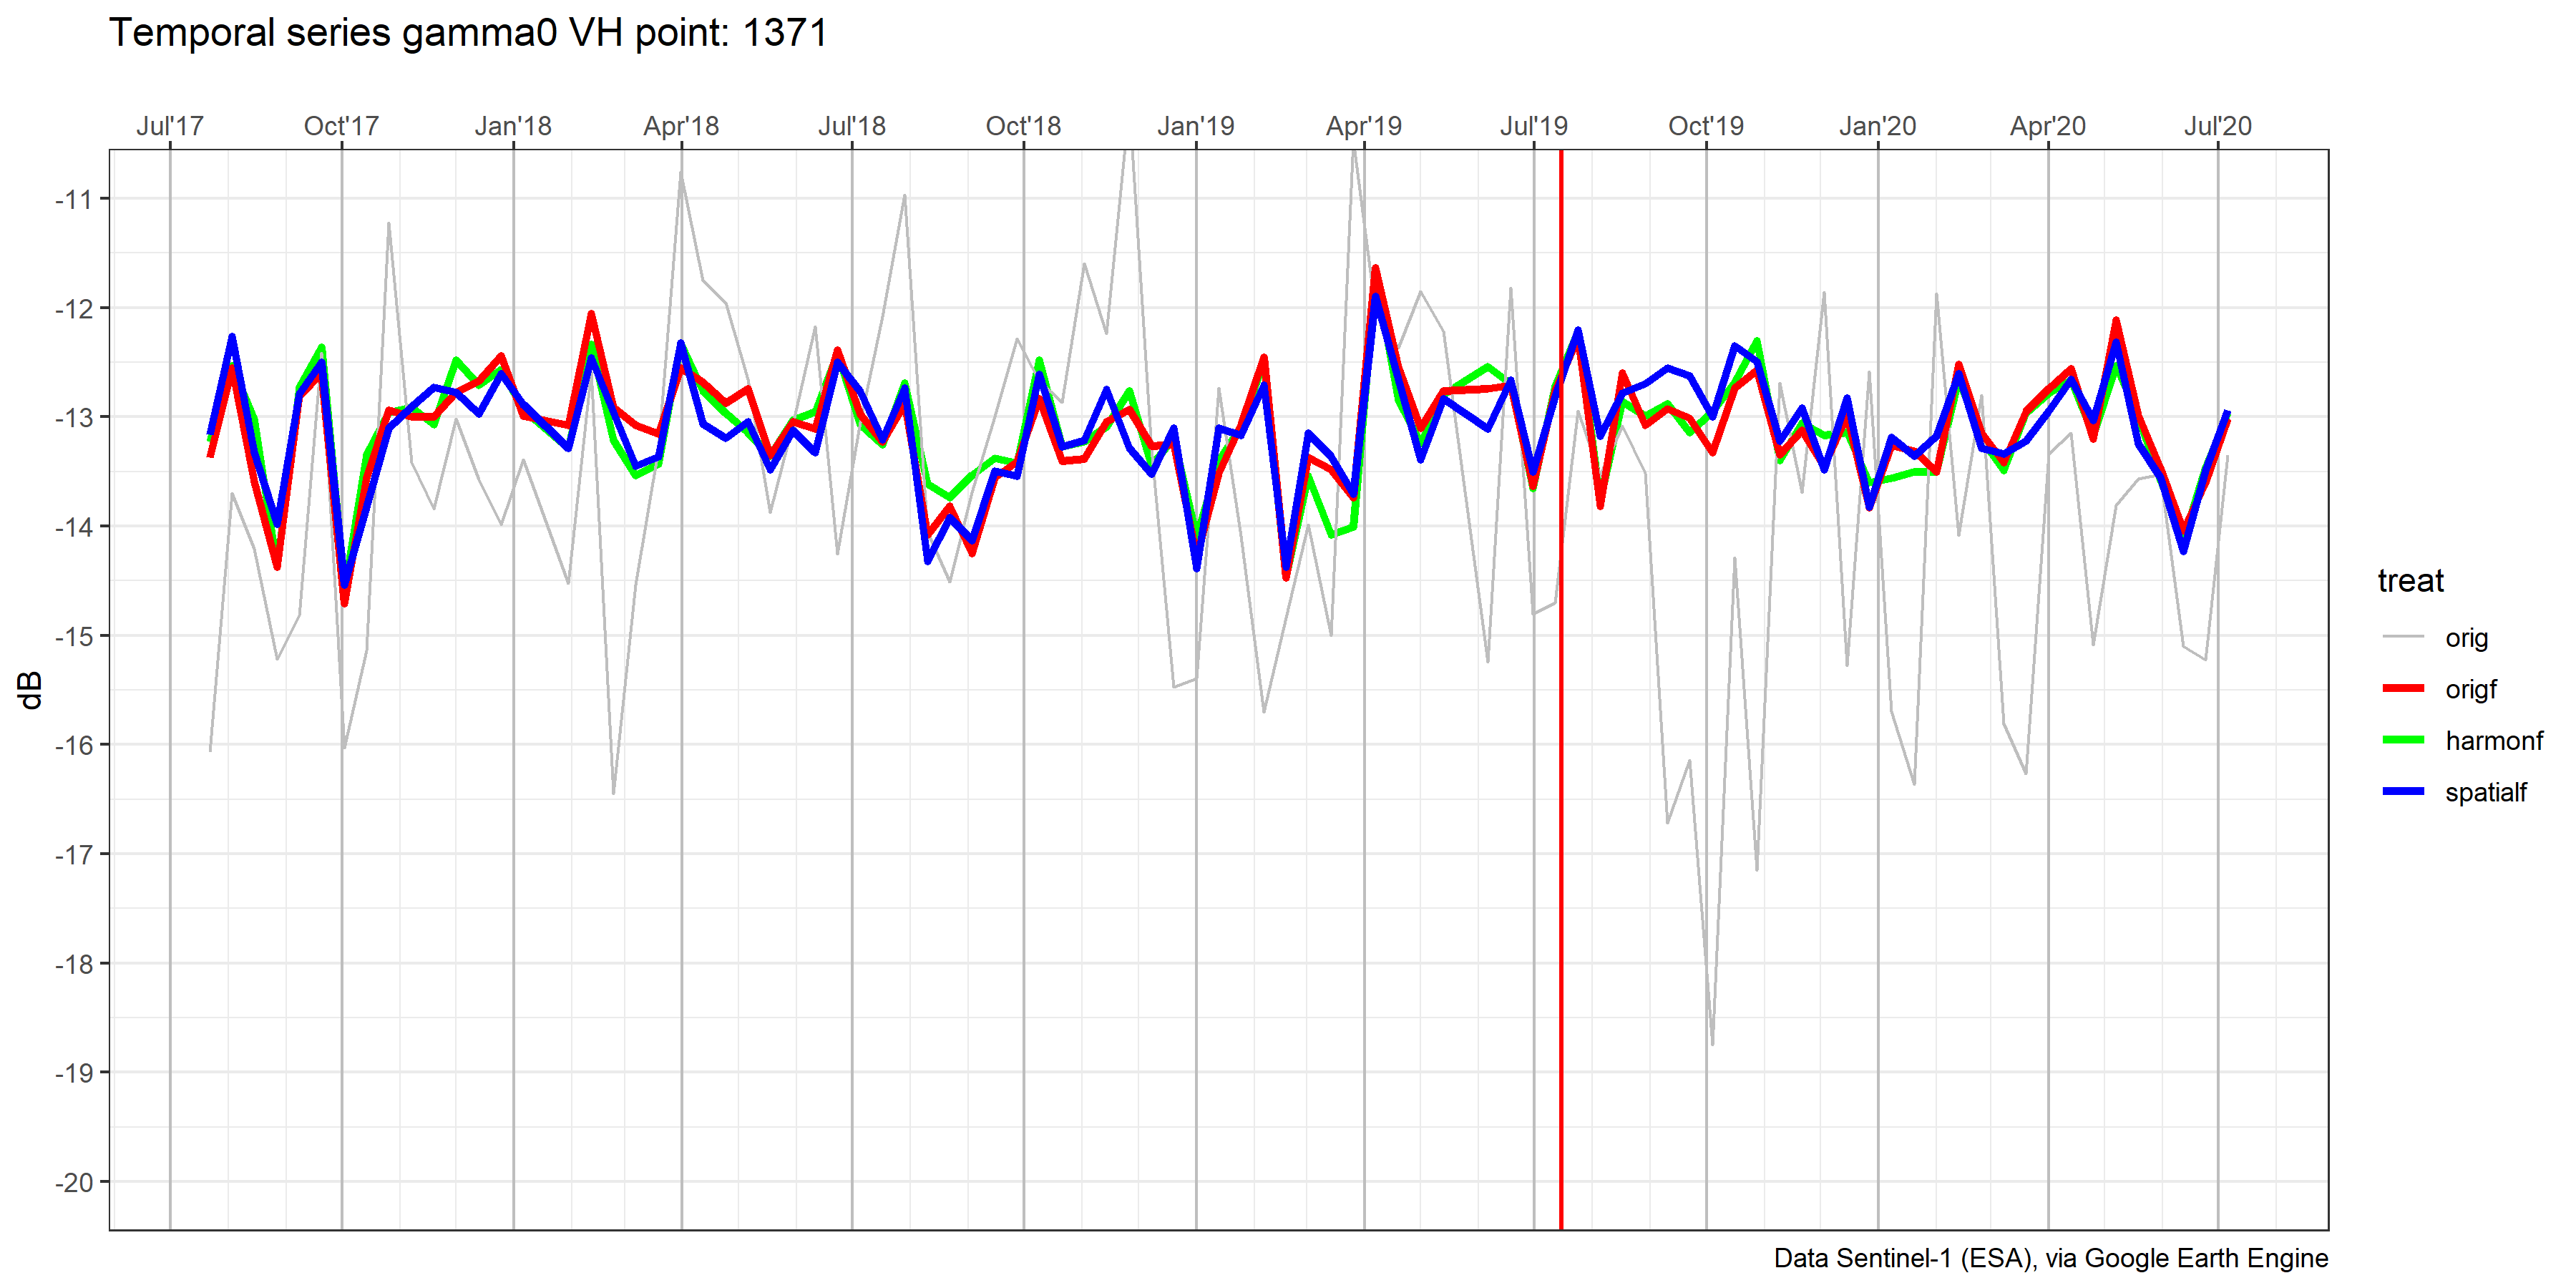 Temporal series gamma0 VH point: 1371
Jul'17 Oct'17 Jan'18 Apr'18 Jul'18 Oct'18 Jan'19 Apr'19 Jul'19 Oct'19 Jan'20 Apr'20 Jul'20
-11
-12
-13
-14
-15
-16
-17
-18
-19
-20
dB
treat
orig
origf
harmonf
spatialf
Data Sentinel-1 (ESA), via Google Earth Engine